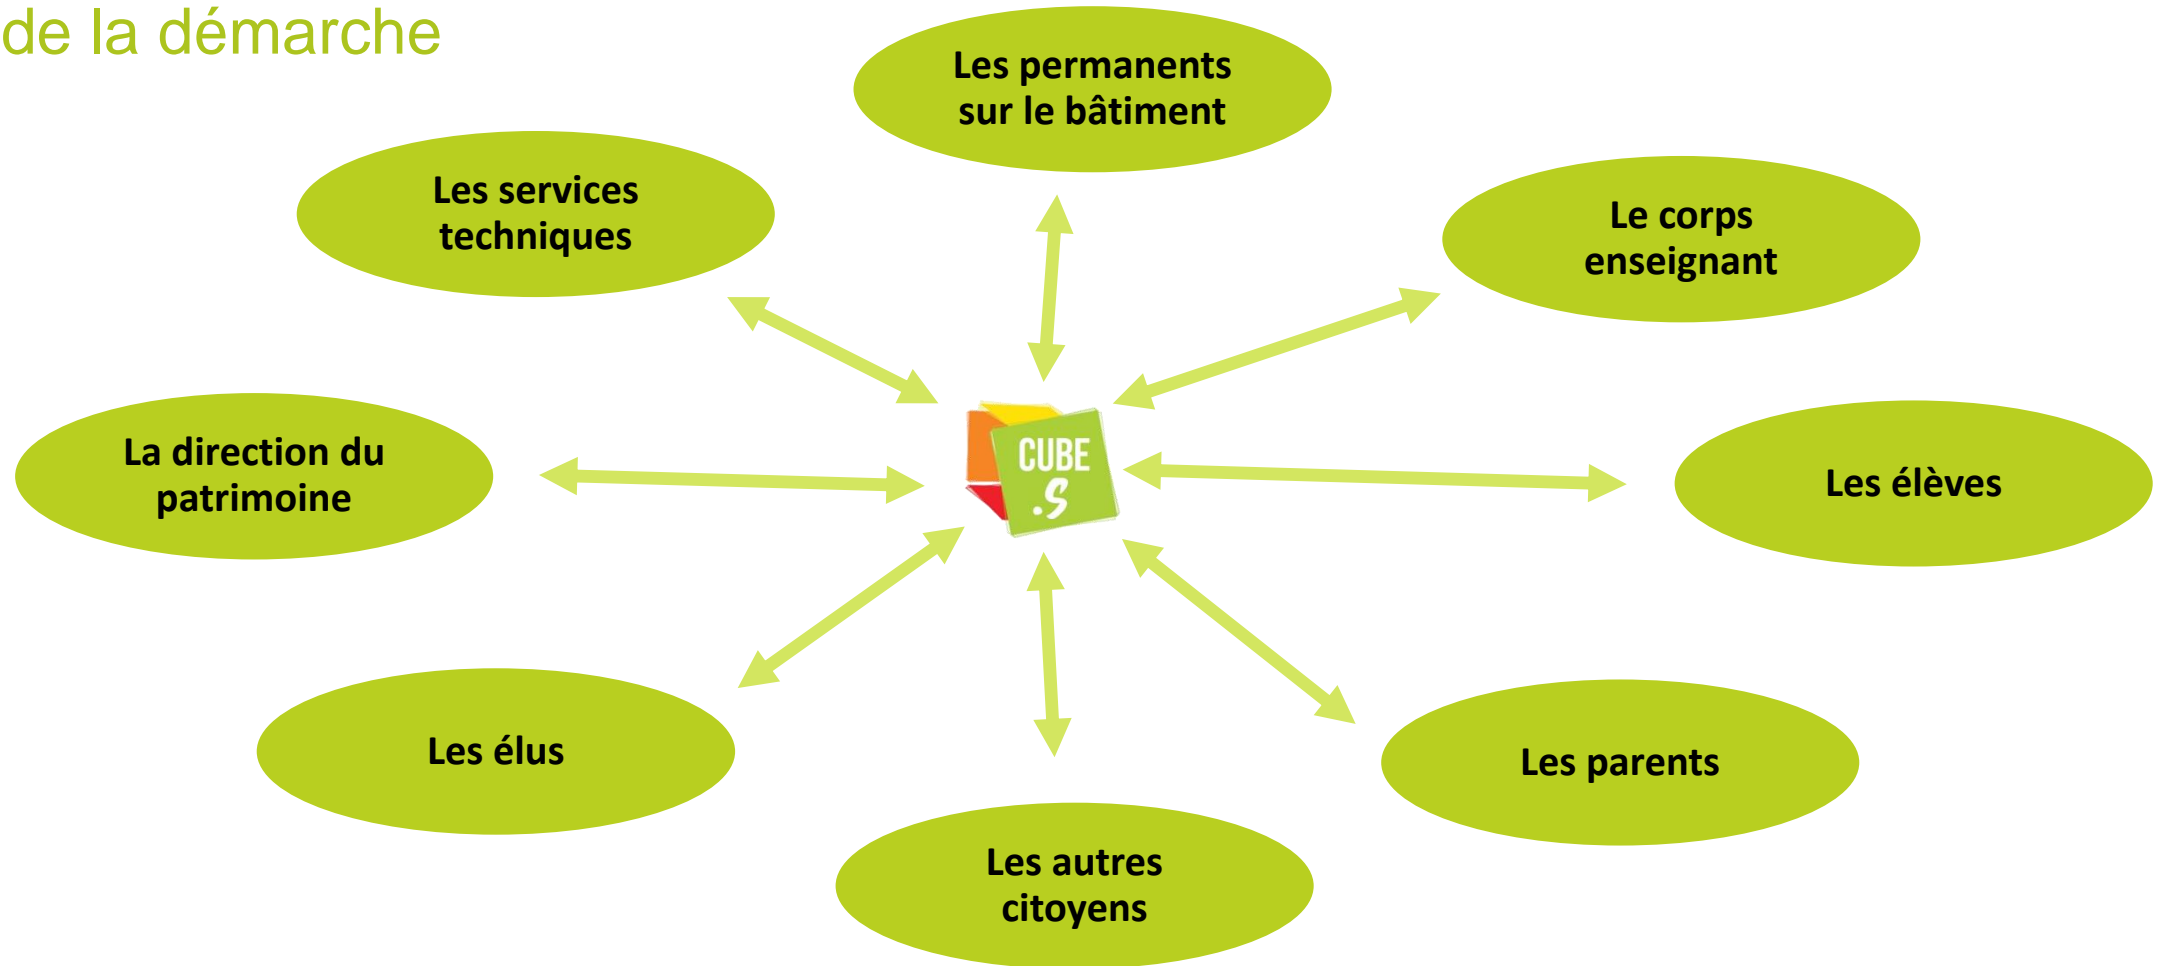 de la démarche
Les permanents
sur le bâtiment
Les services
techniques
Le corps
enseignant
La direction du
patrimoine
CUBE
.S
Les élèves
Les élus
Les parents
Les autres
citoyens